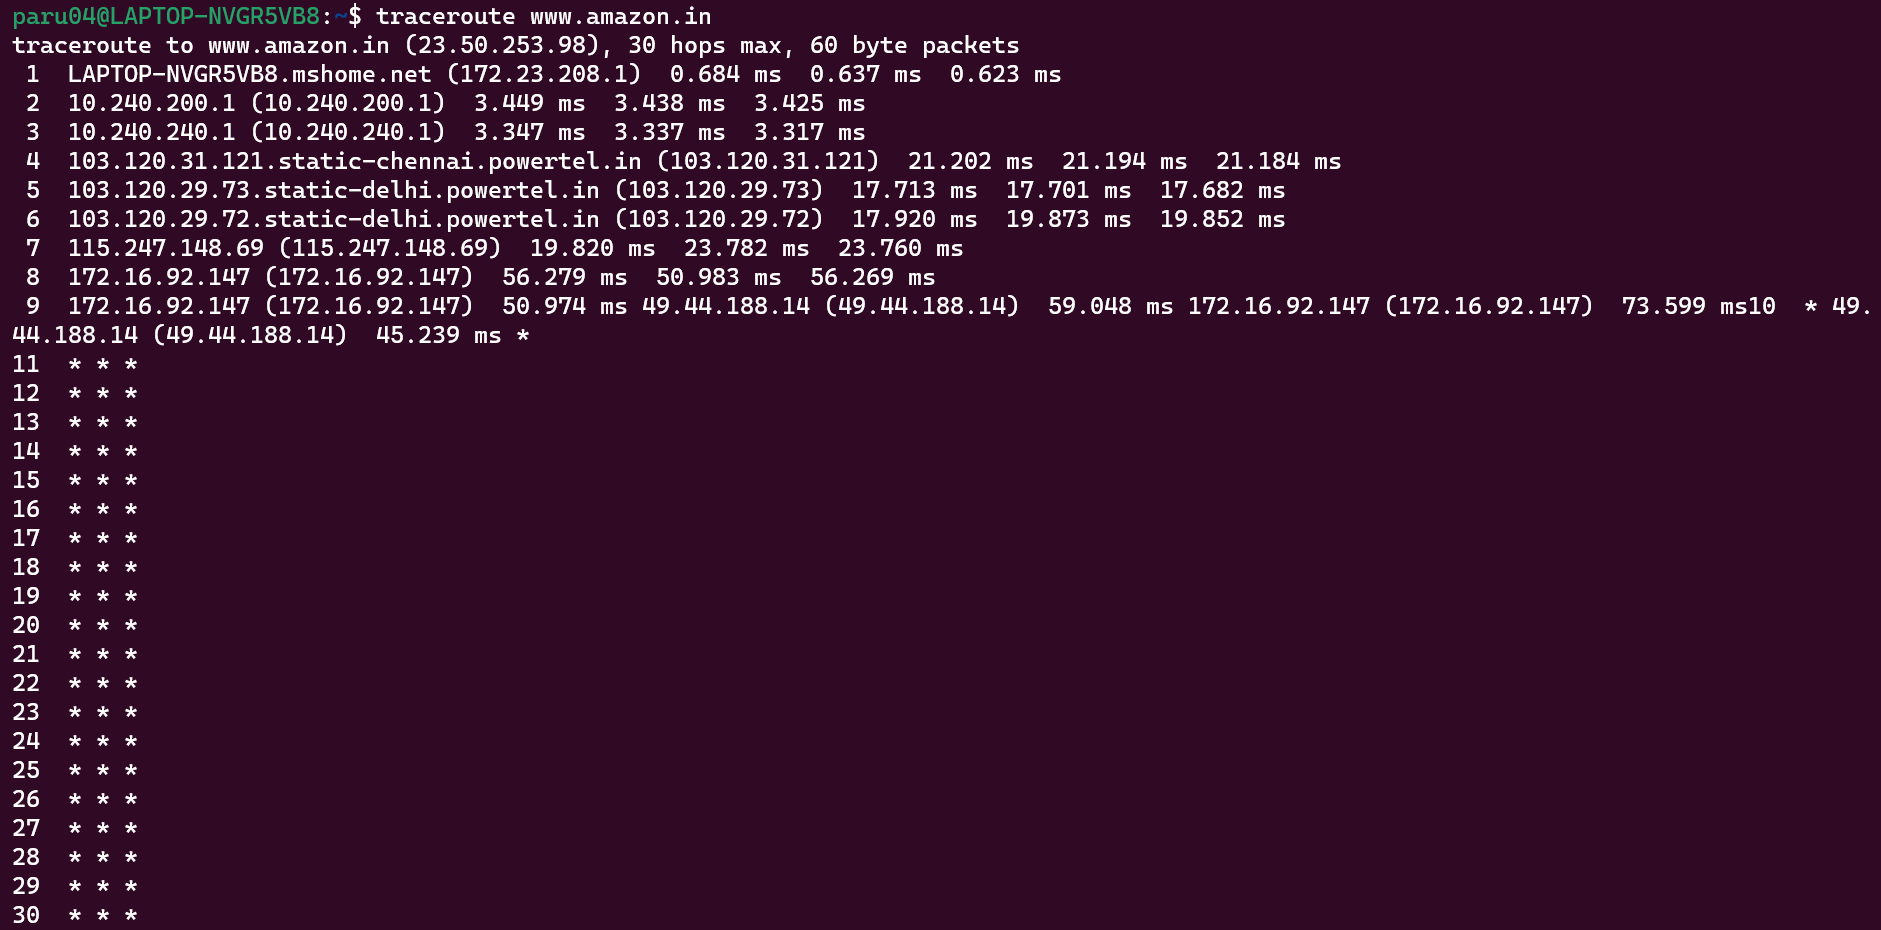 paru04@LAPTOP-NVGR5VB8:~$ traceroute www.amazon.in
traceroute to www.amazon.in (23.50.253.98), 30 hops max, 60 byte packets
 1  LAPTOP-NVGR5VB8.mshome.net (172.23.208.1)  0.684 ms  0.637 ms  0.623 ms
 2  10.240.200.1 (10.240.200.1)  3.449 ms  3.438 ms  3.425 ms
 3  10.240.240.1 (10.240.240.1)  3.347 ms  3.337 ms  3.317 ms
 4  103.120.31.121.static-chennai.powertel.in (103.120.31.121)  21.202 ms  21.194 ms  21.184 ms
 5  103.120.29.73.static-delhi.powertel.in (103.120.29.73)  17.713 ms  17.701 ms  17.682 ms
 6  103.120.29.72.static-delhi.powertel.in (103.120.29.72)  17.920 ms  19.873 ms  19.852 ms
 7  115.247.148.69 (115.247.148.69)  19.820 ms  23.782 ms  23.760 ms
 8  172.16.92.147 (172.16.92.147)  56.279 ms  50.983 ms  56.269 ms
 9  172.16.92.147 (172.16.92.147)  50.974 ms 49.44.188.14 (49.44.188.14)  59.048 ms 172.16.92.147 (172.16.92.147)  73.599 ms10  * 49.
44.188.14 (49.44.188.14)  45.239 ms *
11  * * *
12  * * *
13  * * *
14  * * *
15  * * *
16  * * *
17  * * *
18  * * *
19  * * *
20  * * *
21  * * *
22  * * *
23  * * *
24  * * *
25  * * *
26  * * *
27  * * *
28  * * *
29  * * *
30  * * *